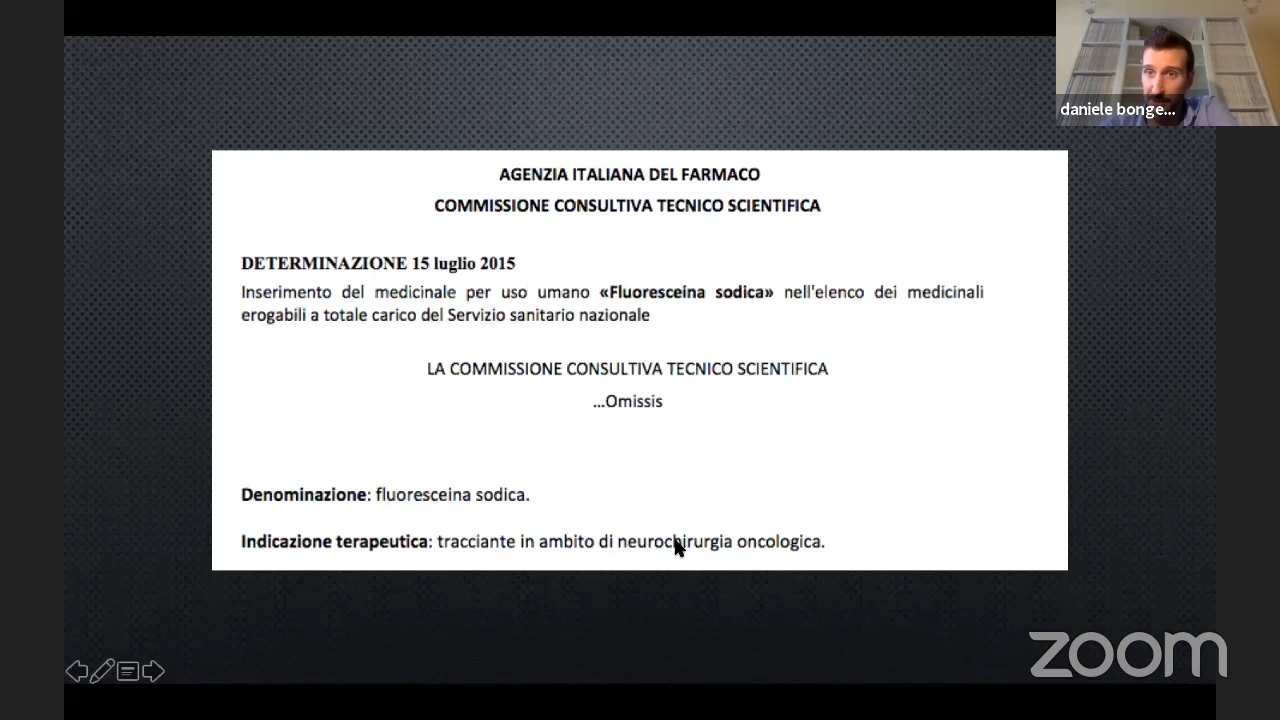 daniele bonge...
AGENZIA ITALIANA DEL FARMACO
COMMISSIONE CONSULTIVA TECNICO SCIENTIFICA
DETERMINAZIONE 15 luglio 2015
Inserimento del medicinale per uso umano «Fluoresceina sodica» nell'elenco dei medicinali
erogabili a totale carico del Servizio sanitario nazionale
LA COMMISSIONE CONSULTIVA TECNICO SCIENTIFICA
...Omissis
Denominazione: fluoresceina sodica.
Indicazione terapeutica: tracciante in ambito di neurochirurgia oncologica.
zoom